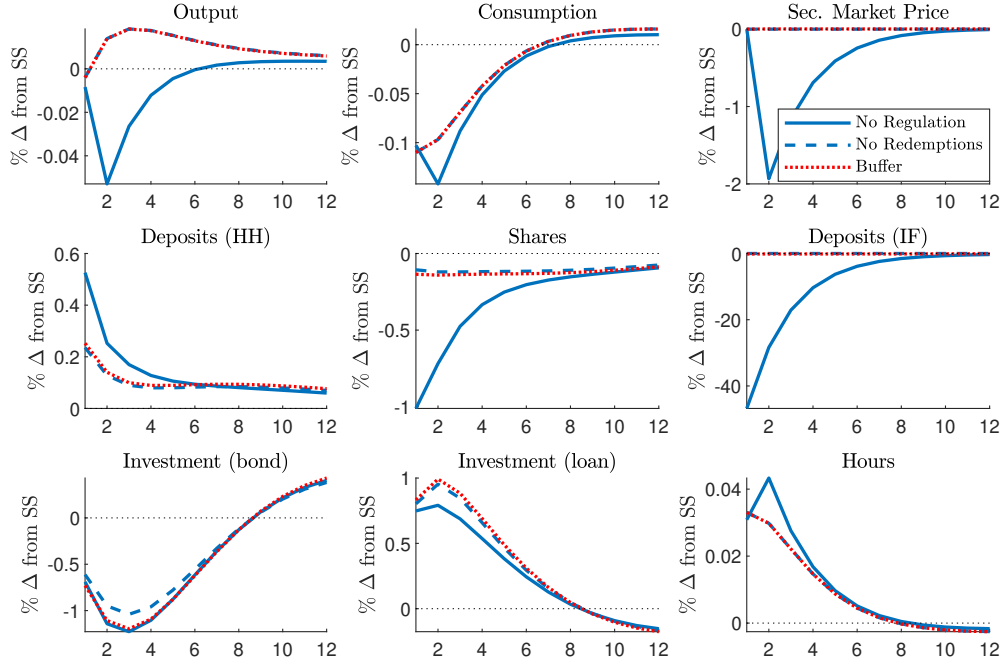 Output
Consumption
Sec. Market Price
% Δ from SS
0
-0.02
-0.04
2 4 6 8 10 12
% Δ from SS
0
-0.05
-0.1
2 4 6 8 10 12
% Δ from SS
0
-1
-2
2 4 6 8 10 12
No Regulation
No Redemptions
Buffer
Deposits (HH)
Shares
Deposits (IF)
% Δ from SS
0.6
0.4
0.2
0
2 4 6 8 10 12
% Δ from SS
0
-0.5
-1
2 4 6 8 10 12
% Δ from SS
0
-20
-40
2 4 6 8 10 12
Investment (bond)
Investment (loan)
Hours
% Δ from SS
0
-0.5
-1
2 4 6 8 10 12
% Δ from SS
1
0.5
0
2 4 6 8 10 12
% Δ from SS
0.04
0.02
0
2 4 6 8 10 12